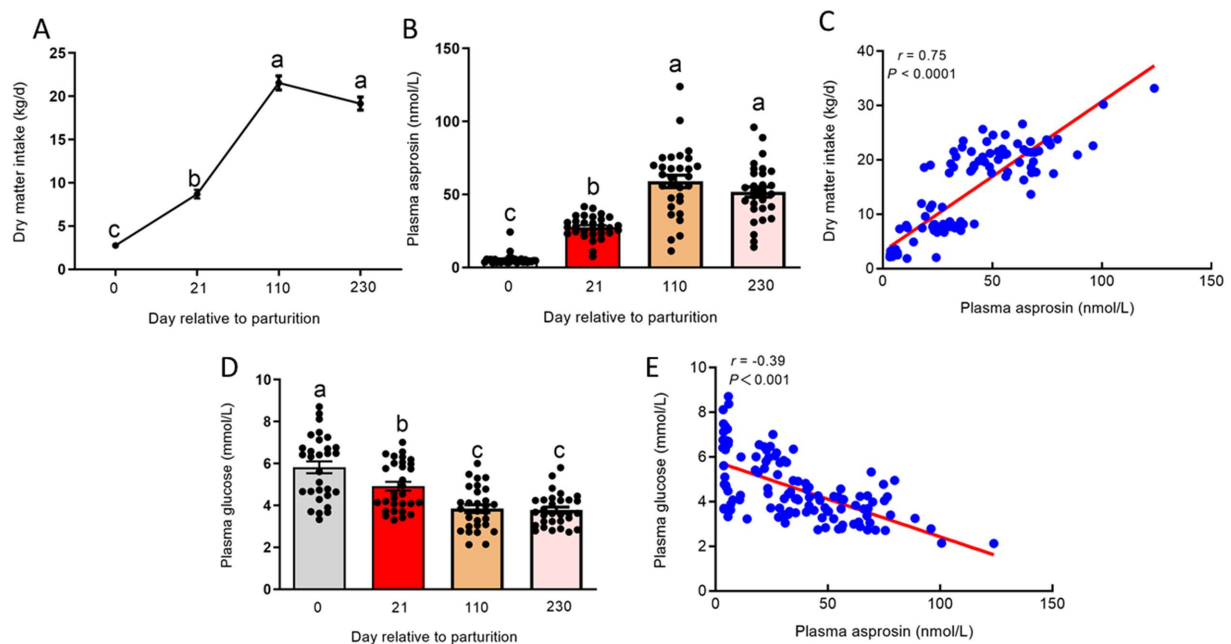 A
Dry matter intake (kg/d)
25
20
15
10
5
0
c
b
a
a
0 21 110 230
Day relative to parturition
B
Plasma asprosin (nmol/L)
150
100
50
0
c
b
a
a
0 21 110 230
Day relative to parturition
C
r = 0.75
P < 0.0001
Dry matter intake (kg/d)
40
30
20
10
0
0 50 100 150
Plasma asprosin (nmol/L)
D
Plasma glucose (mmol/L)
10
8
6
4
2
0
a
b
c
c
0 21 110 230
Day relative to parturition
E
r = -0.39
P < 0.001
Plasma glucose (mmol/L)
10
8
6
4
2
0
0 50 100 150
Plasma asprosin (nmol/L)